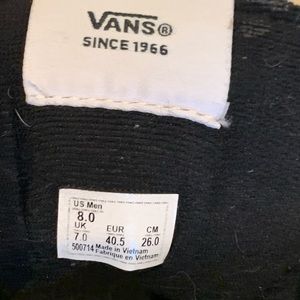 VANS®
SINCE 1966
US Men
8.0
UK EUR CM
7.0 40.5 26.0
500714 Made in Vietnam
Fabriqué en Vietnam